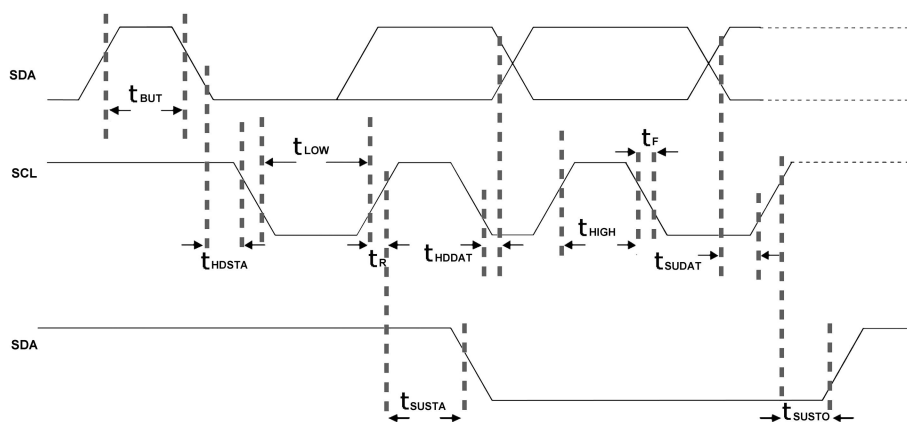 SDA
tBUT
tLOW
tF
SCL
tHDSTA
tR
tHDDAT
tHIGH
tSUDAT
SDA
tSUSTA
tSUSTO